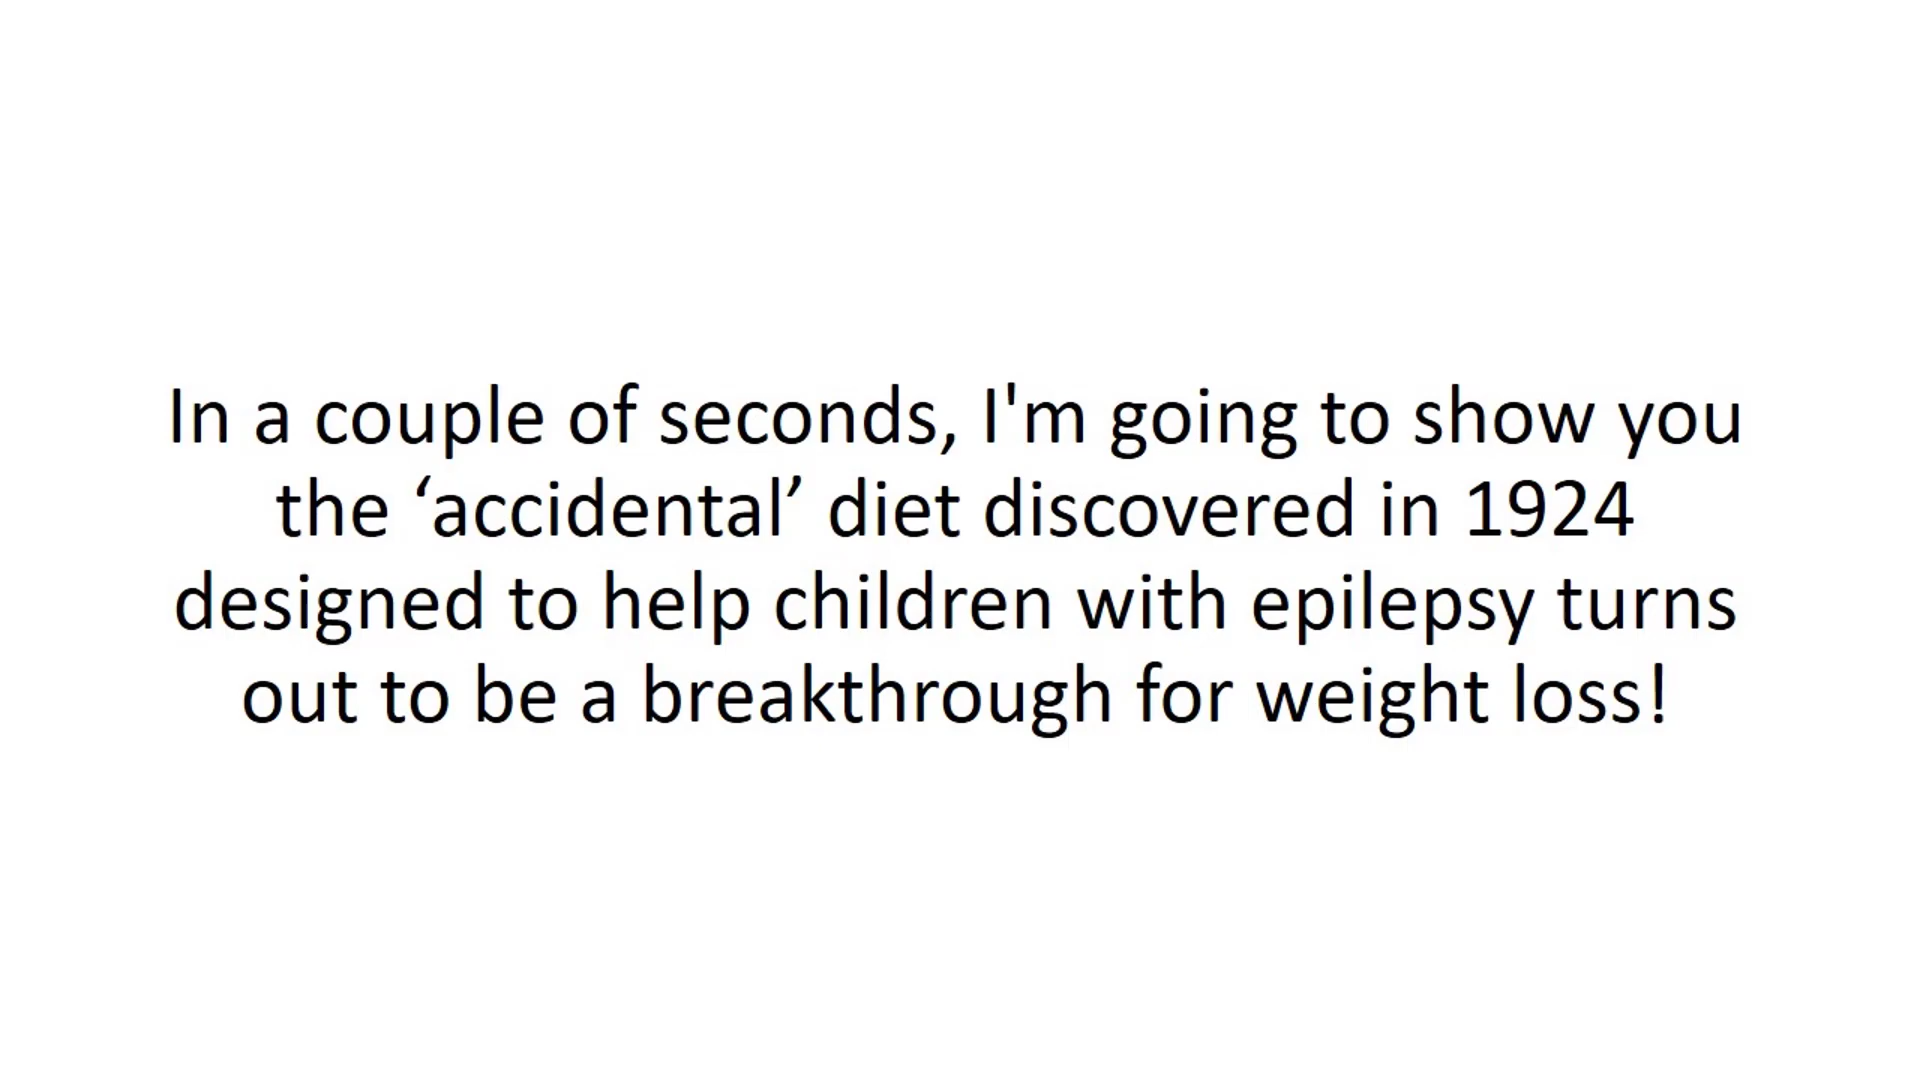 In a couple of seconds, I'm going to show you
the ‘accidental’ diet discovered in 1924
designed to help children with epilepsy turns
out to be a breakthrough for weight loss!